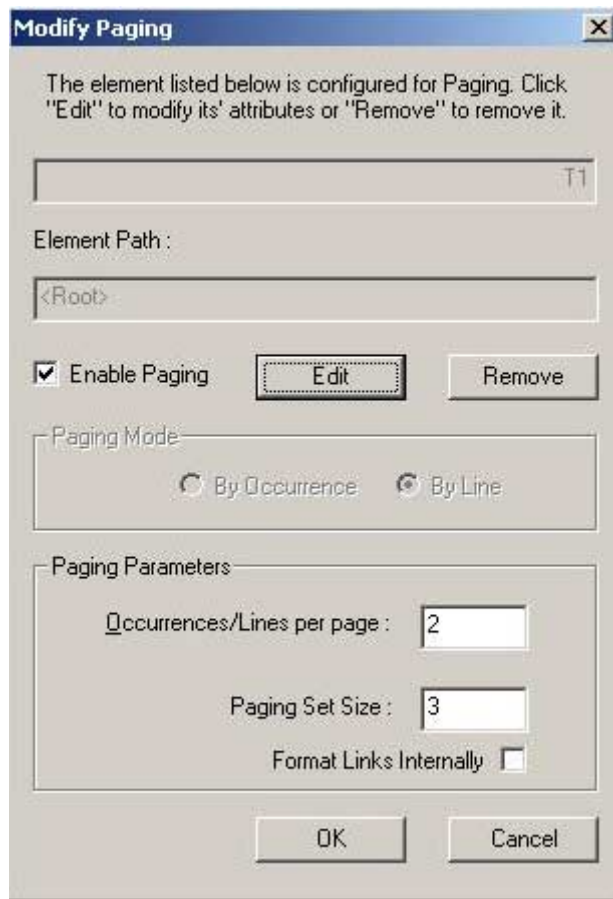 Modify Paging
The element listed below is configured for Paging. Click
"Edit" to modify its' attributes or "Remove" to remove it.
T1
Element Path :
<Root>
Enable Paging Edit Remove
Paging Mode
By Occurrence By Line
Paging Parameters
Occurrences/Lines per page : 2
Paging Set Size : 3
Format Links Internally
OK Cancel